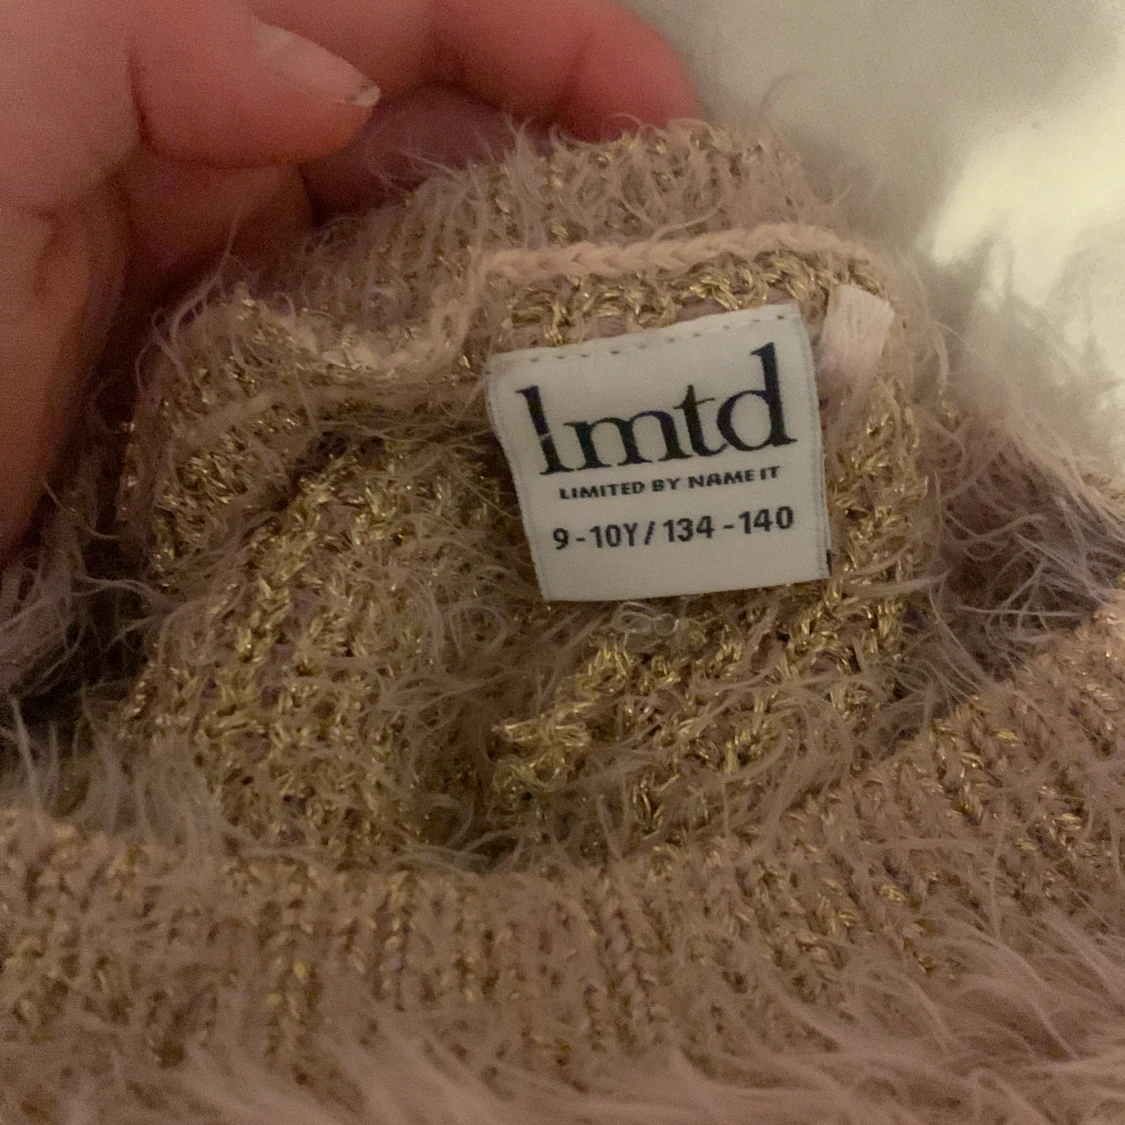 lmtd
LIMITED BY NAME IT
9-10Y/134-140